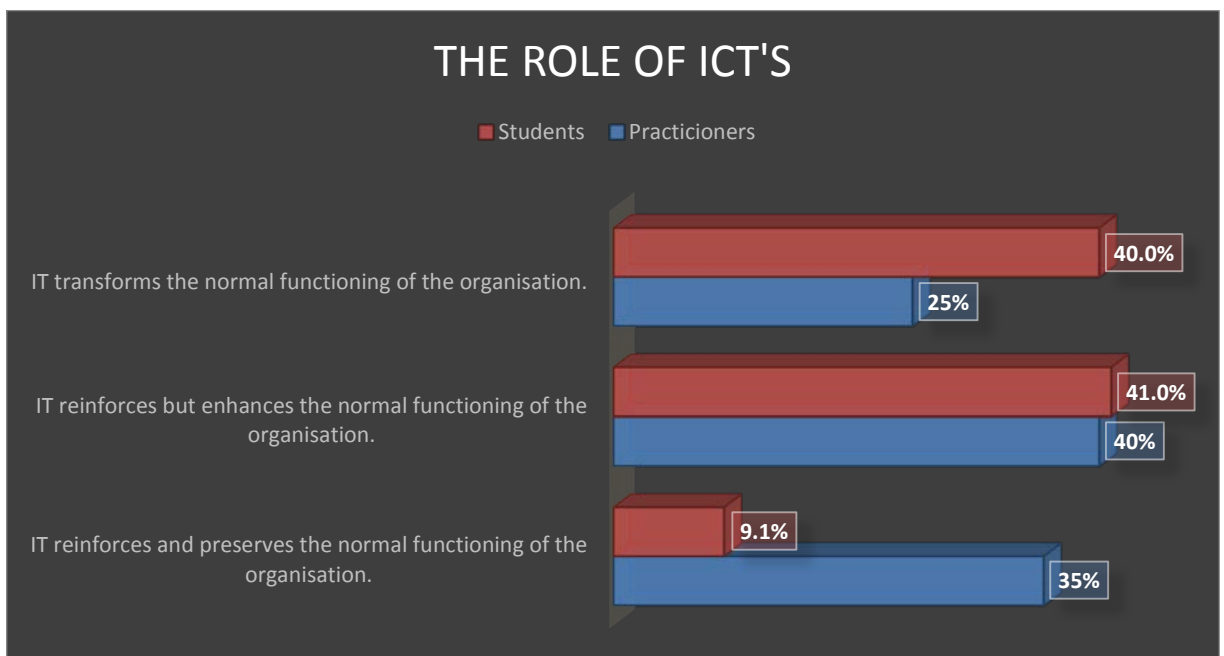 THE ROLE OF ICT'S
Students Practicioners
IT transforms the normal functioning of the organisation.
40.0%
25%
IT reinforces but enhances the normal functioning of the
organisation.
41.0%
40%
IT reinforces and preserves the normal functioning of the
organisation.
9.1%
35%